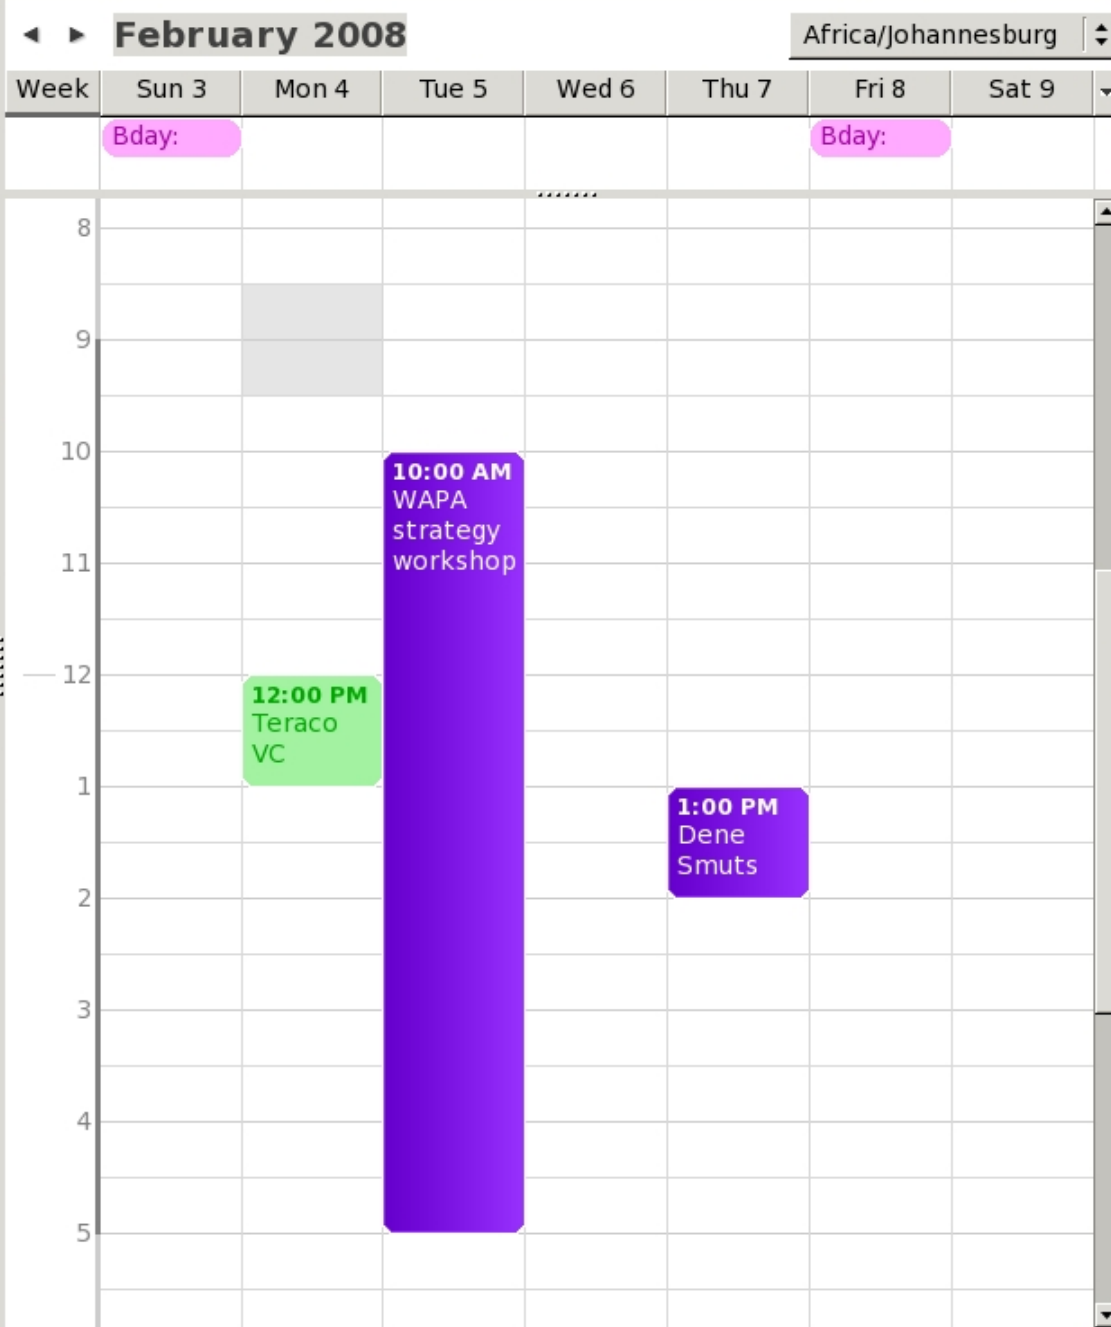 February 2008
Africa/Johannesburg
Week Sun 3 Mon 4 Tue 5 Wed 6 Thu 7 Fri 8 Sat 9
Bday: Bday:
8
9
10
10:00 AM
WAPA
strategy
workshop
11
12
12:00 PM
Teraco
VC
1
1:00 PM
Dene
Smuts
2
3
4
5